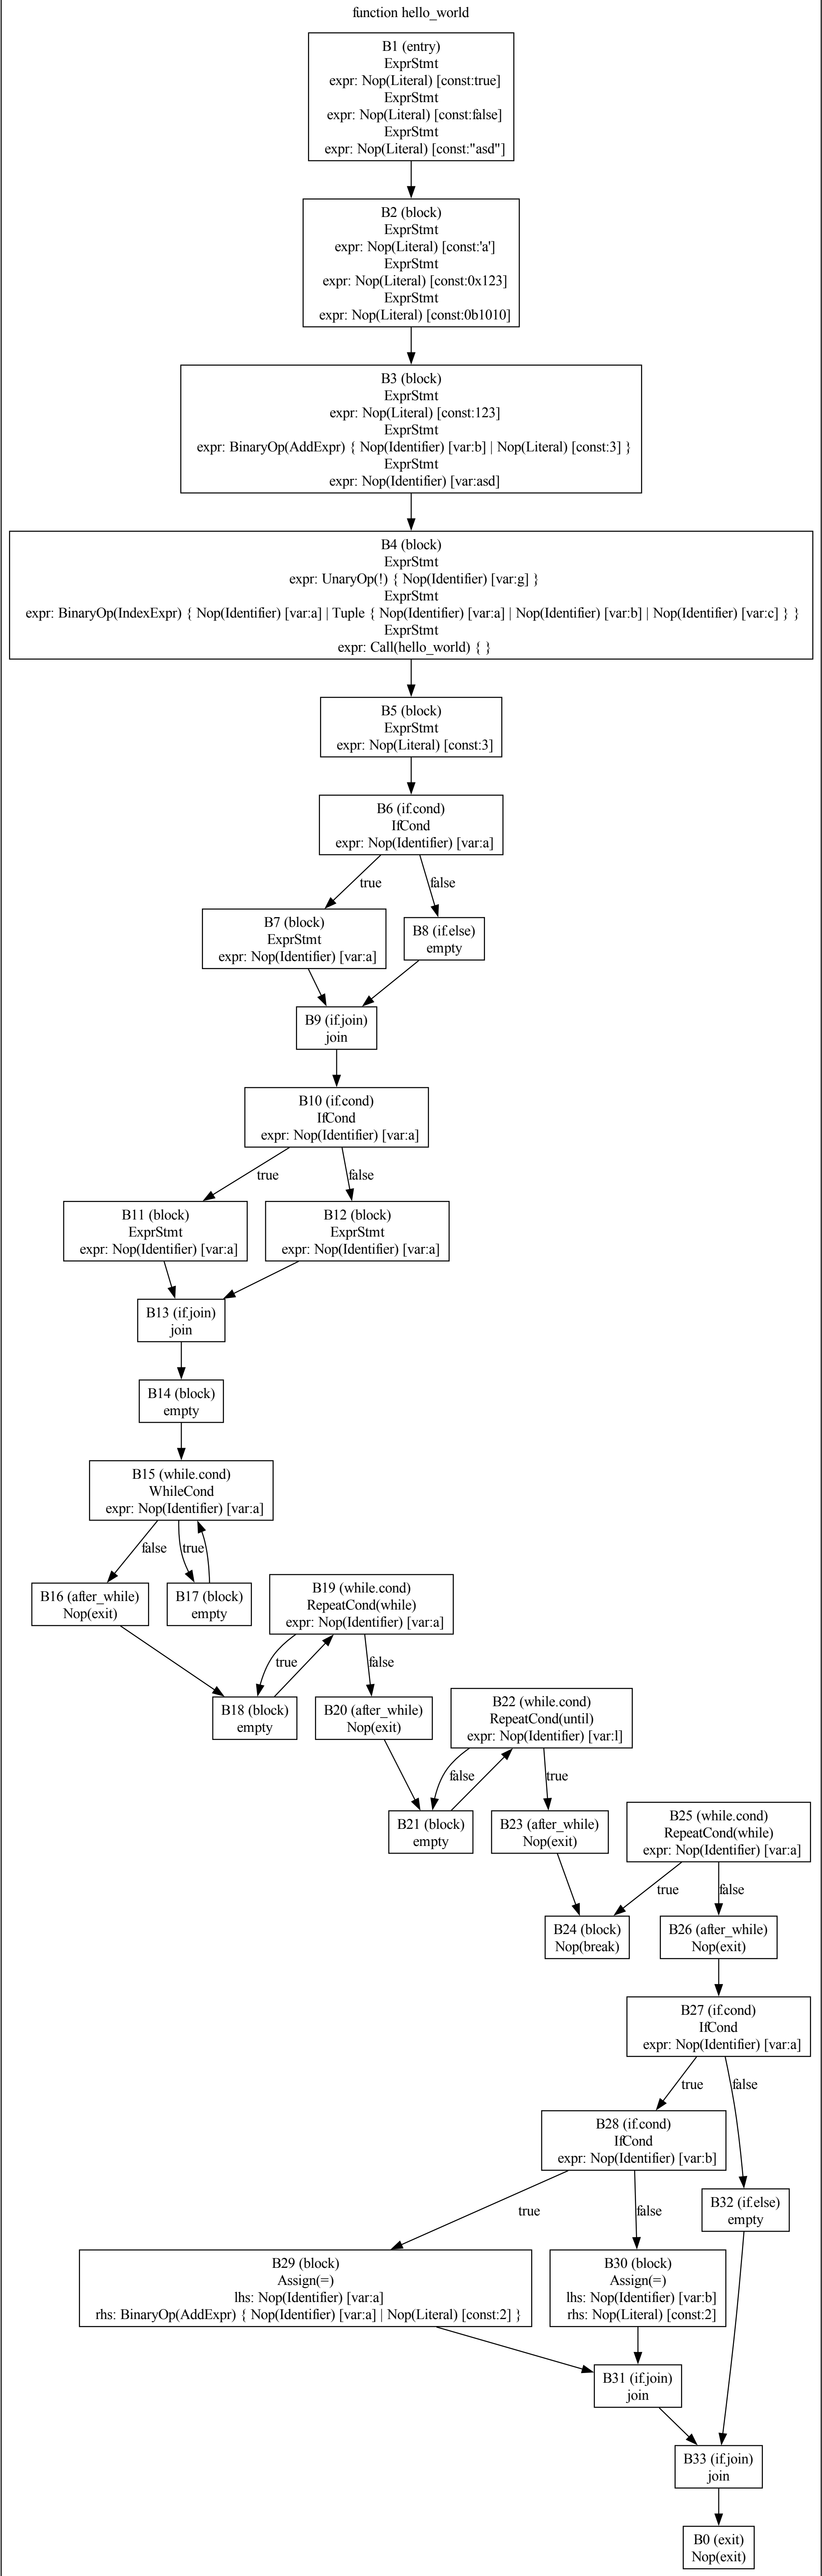 function hello_world
B1 (entry)
ExprStmt
expr: Nop(Literal) [const:true]
ExprStmt
expr: Nop(Literal) [const:false]
ExprStmt
expr: Nop(Literal) [const:"asd"]
B2 (block)
ExprStmt
expr: Nop(Literal) [const:'a']
ExprStmt
expr: Nop(Literal) [const:0x123]
ExprStmt
expr: Nop(Literal) [const:0b1010]
B3 (block)
ExprStmt
expr: Nop(Literal) [const:123]
ExprStmt
expr: BinaryOp(AddExpr) { Nop(Identifier) [var:b] | Nop(Literal) [const:3] }
ExprStmt
expr: Nop(Identifier) [var:asd]
B4 (block)
ExprStmt
expr: UnaryOp(!) { Nop(Identifier) [var:g] }
ExprStmt
expr: BinaryOp(IndexExpr) { Nop(Identifier) [var:a] | Tuple { Nop(Identifier) [var:a] | Nop(Identifier) [var:b] | Nop(Identifier) [var:c] } }
ExprStmt
expr: Call(hello_world) { }
B5 (block)
ExprStmt
expr: Nop(Literal) [const:3]
B6 (if.cond)
IfCond
expr: Nop(Identifier) [var:a]
true
false
B7 (block)
ExprStmt
expr: Nop(Identifier) [var:a]
B8 (if.else)
empty
B9 (if.join)
join
B10 (if.cond)
IfCond
expr: Nop(Identifier) [var:a]
true
false
B11 (block)
ExprStmt
expr: Nop(Identifier) [var:a]
B12 (block)
ExprStmt
expr: Nop(Identifier) [var:a]
B13 (if.join)
join
B14 (block)
empty
B15 (while.cond)
WhileCond
expr: Nop(Identifier) [var:a]
false
true
B16 (after_while)
Nop(exit)
B17 (block)
empty
B19 (while.cond)
RepeatCond(while)
expr: Nop(Identifier) [var:a]
true
false
B18 (block)
empty
B20 (after_while)
Nop(exit)
B22 (while.cond)
RepeatCond(until)
expr: Nop(Identifier) [var:l]
false
true
B21 (block)
empty
B23 (after_while)
Nop(exit)
B25 (while.cond)
RepeatCond(while)
expr: Nop(Identifier) [var:a]
true
false
B24 (block)
Nop(break)
B26 (after_while)
Nop(exit)
B27 (if.cond)
IfCond
expr: Nop(Identifier) [var:a]
true
false
B28 (if.cond)
IfCond
expr: Nop(Identifier) [var:b]
B32 (if.else)
empty
true
false
B29 (block)
Assign(=)
lhs: Nop(Identifier) [var:a]
rhs: BinaryOp(AddExpr) { Nop(Identifier) [var:a] | Nop(Literal) [const:2] }
B30 (block)
Assign(=)
lhs: Nop(Identifier) [var:b]
rhs: Nop(Literal) [const:2]
B31 (if.join)
join
B33 (if.join)
join
B0 (exit)
Nop(exit)